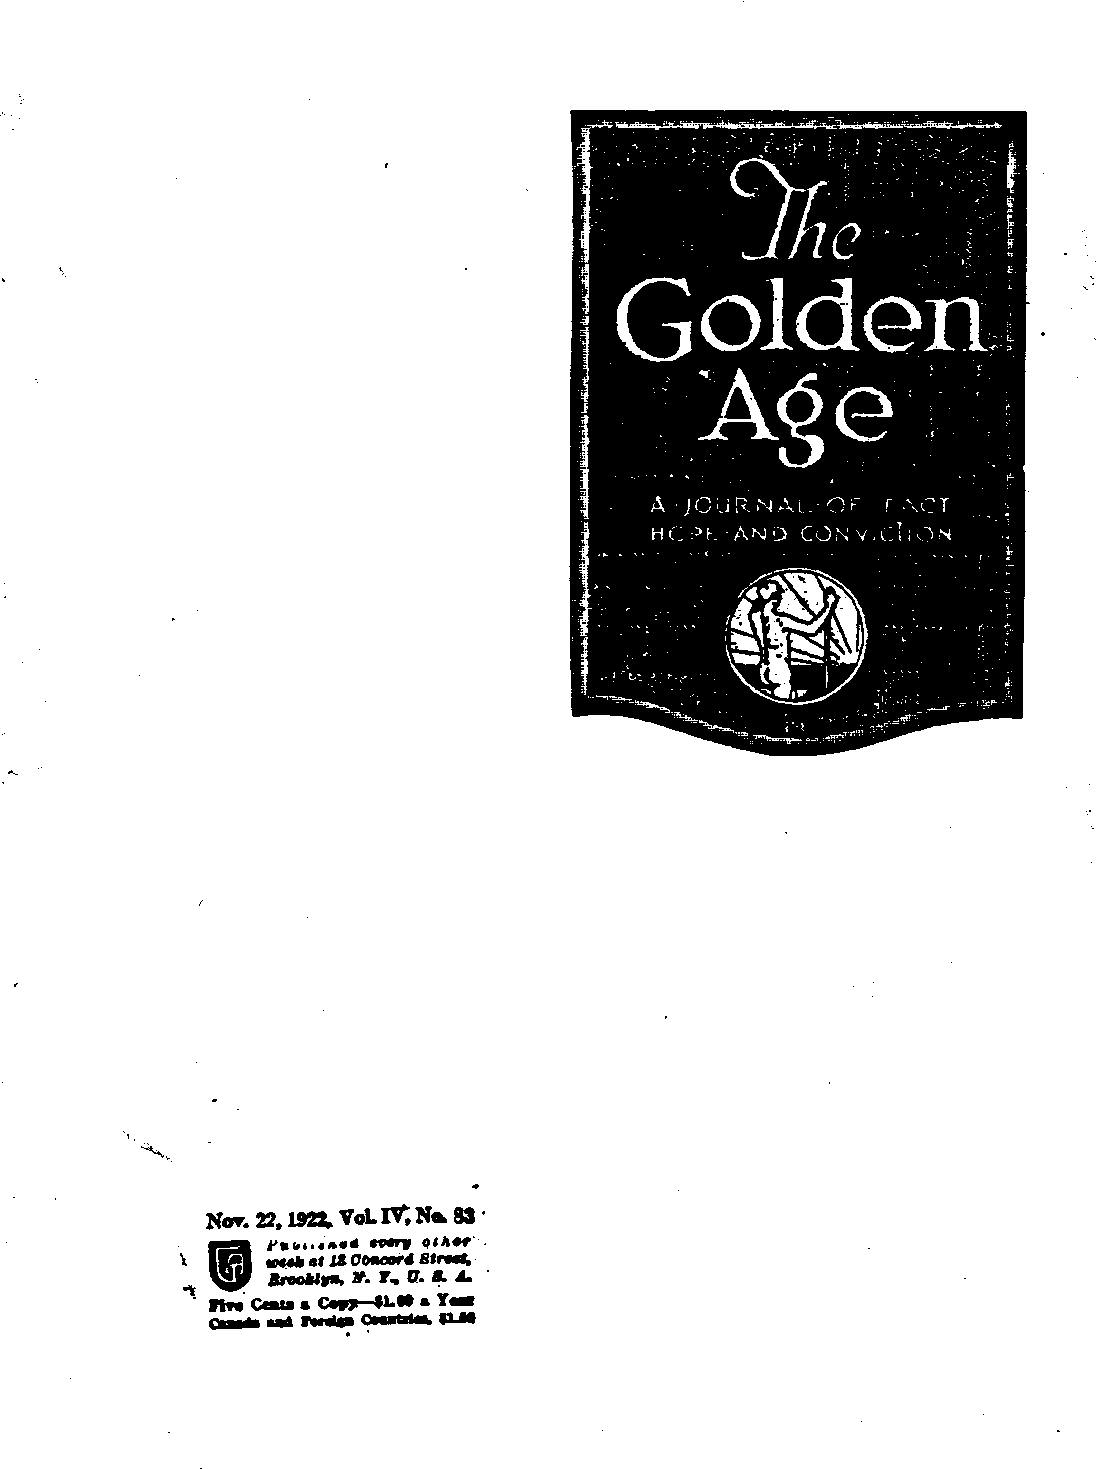 The
Golden
Age
A JOURNAL OF FACT
HOPE AND CONVICTION
Nov. 22, 1922, Vol. IV, No. 83
Published every other
week at 18 Concord Street,
Brooklyn, N. Y., U. S. A.
Five Cents a Copy—$1.00 a Year
Canada and Foreign Countries, $1.50